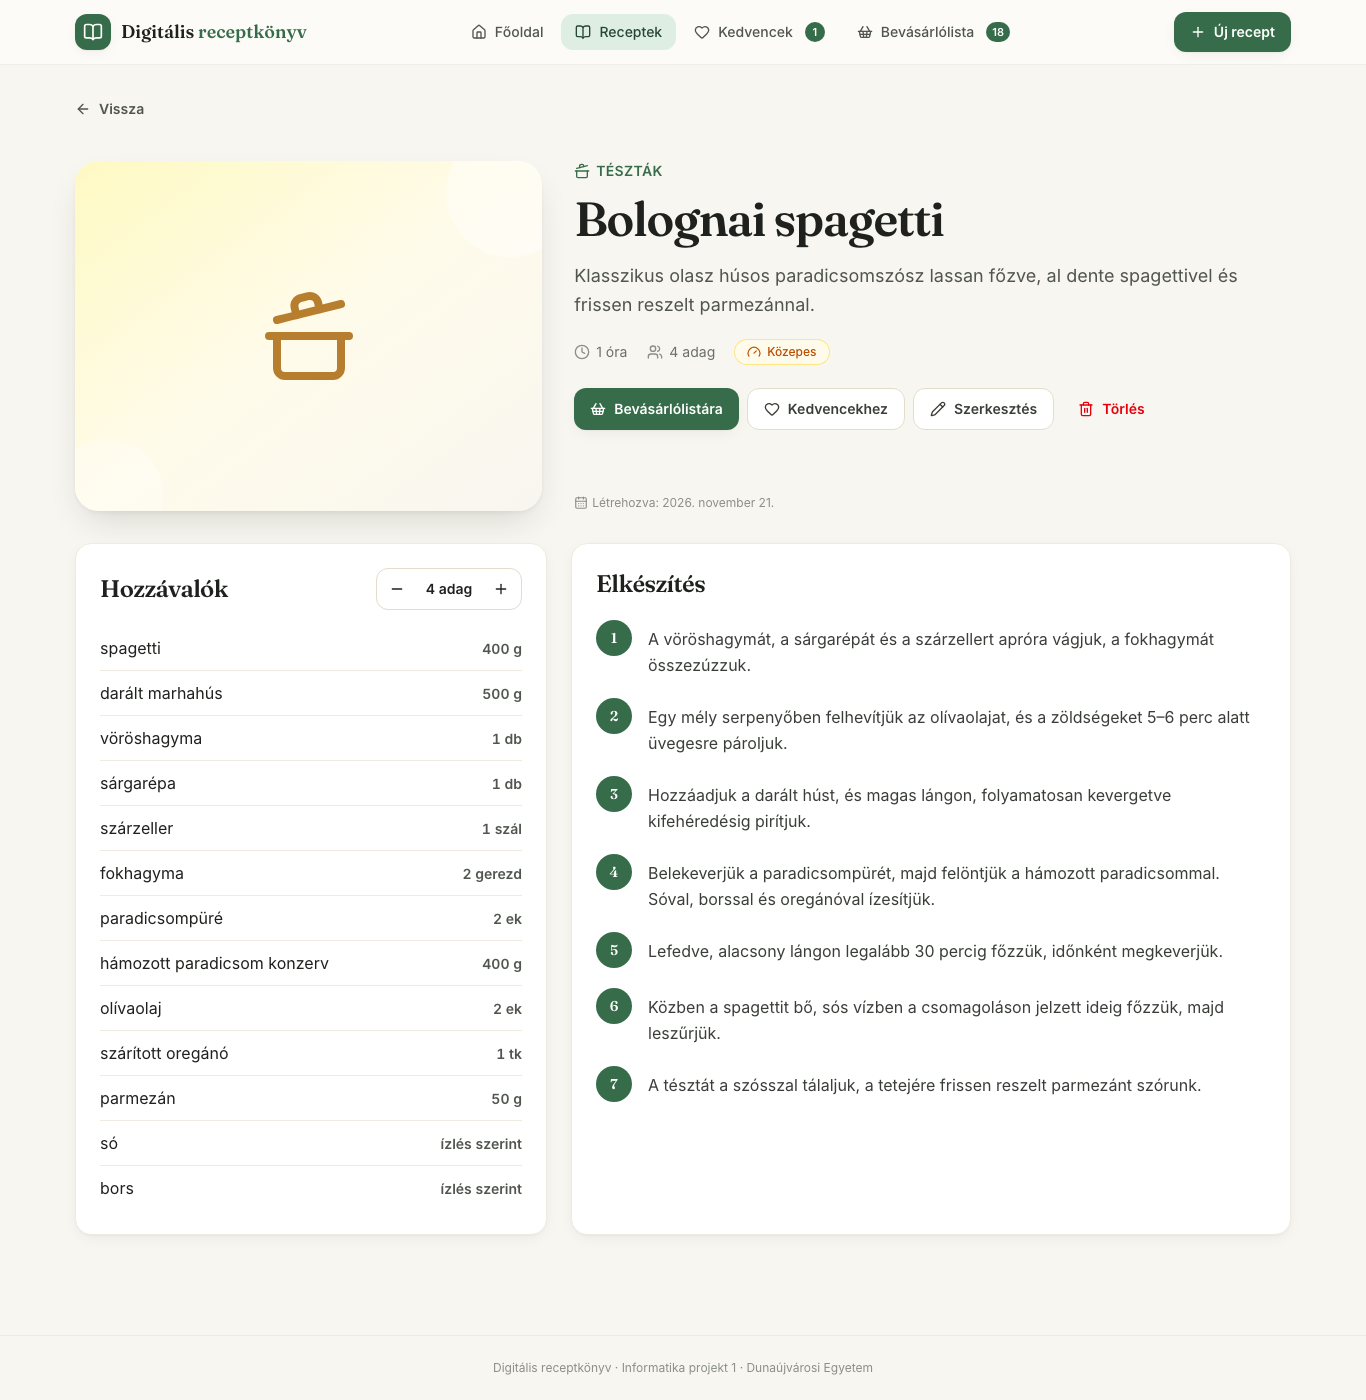 Digitális receptkönyv
Főoldal
Receptek
Kedvencek 1
Bevásárlólista 18
Új recept
Vissza
TÉSZTÁK
Bolognai spagetti
Klasszikus olasz húsos paradicsomszósz lassan főzve, al dente spagettivel és
frissen reszelt parmezánnal.
1 óra
4 adag
Közepes
Bevásárlólistára
Kedvencekhez
Szerkesztés
Törlés
Létrehozva: 2026. november 21.
Hozzávalók
4 adag
spagetti 400 g
darált marhahús 500 g
vöröshagyma 1 db
sárgarépa 1 db
szárzeller 1 szál
fokhagyma 2 gerezd
paradicsompüré 2 ek
hámozott paradicsom konzerv 400 g
olívaolaj 2 ek
szárított oregánó 1 tk
parmezán 50 g
só ízlés szerint
bors ízlés szerint
Elkészítés
1 A vöröshagymát, a sárgarépát és a szárzellert apróra vágjuk, a fokhagymát
összezúzzuk.
2 Egy mély serpenyőben felhevítjük az olívaolajat, és a zöldségeket 5–6 perc alatt
üvegesre pároljuk.
3 Hozzáadjuk a darált húst, és magas lángon, folyamatosan kevergetve
kifehéredésig pirítjuk.
4 Belekeverjük a paradicsompürét, majd felöntjük a hámozott paradicsommal.
Sóval, borssal és oregánóval ízesítjük.
5 Lefedve, alacsony lángon legalább 30 percig főzzük, időnként megkeverjük.
6 Közben a spagettit bő, sós vízben a csomagoláson jelzett ideig főzzük, majd
leszűrjük.
7 A tésztát a szósszal tálaljuk, a tetejére frissen reszelt parmezánt szórunk.
Digitális receptkönyv · Informatika projekt 1 · Dunaújvárosi Egyetem